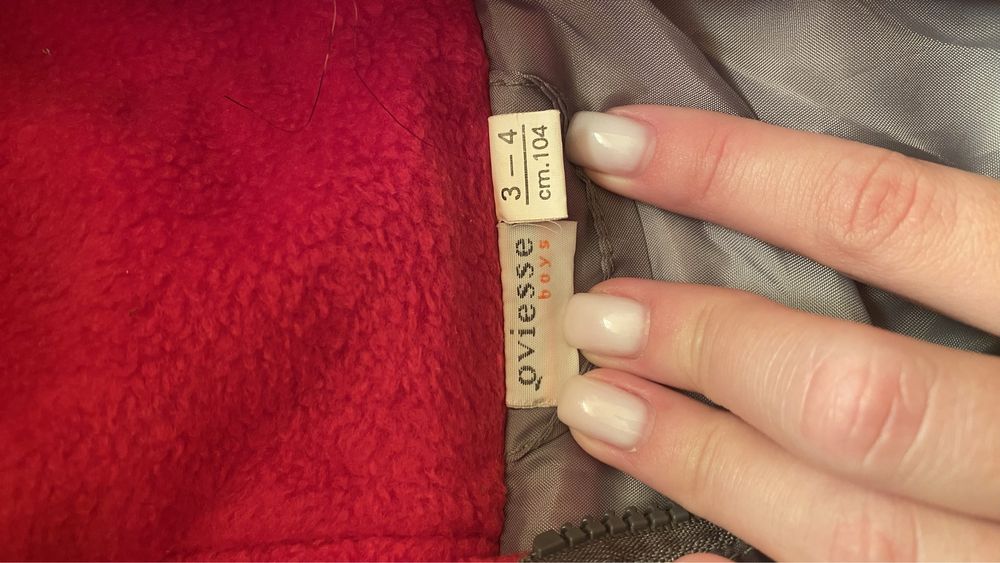 3-4
cm.104
oviesse
boys